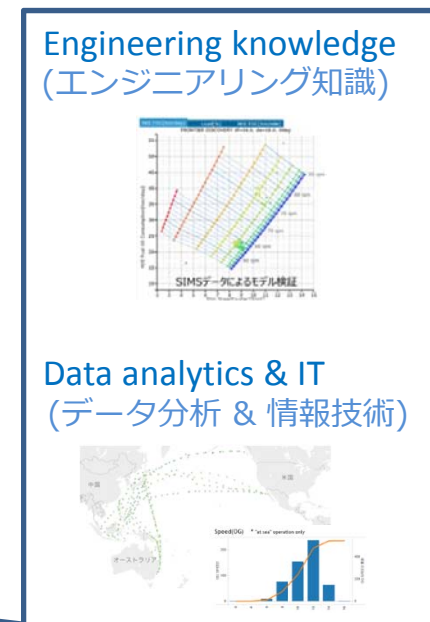 Engineering knowledge
(エンジニアリング知識)
SIMSデータによるモデル検証
Data analytics & IT
(データ分析 & 情報技術)
中国
米国
オーストラリア
Speed(OG) * "at sea" operation only